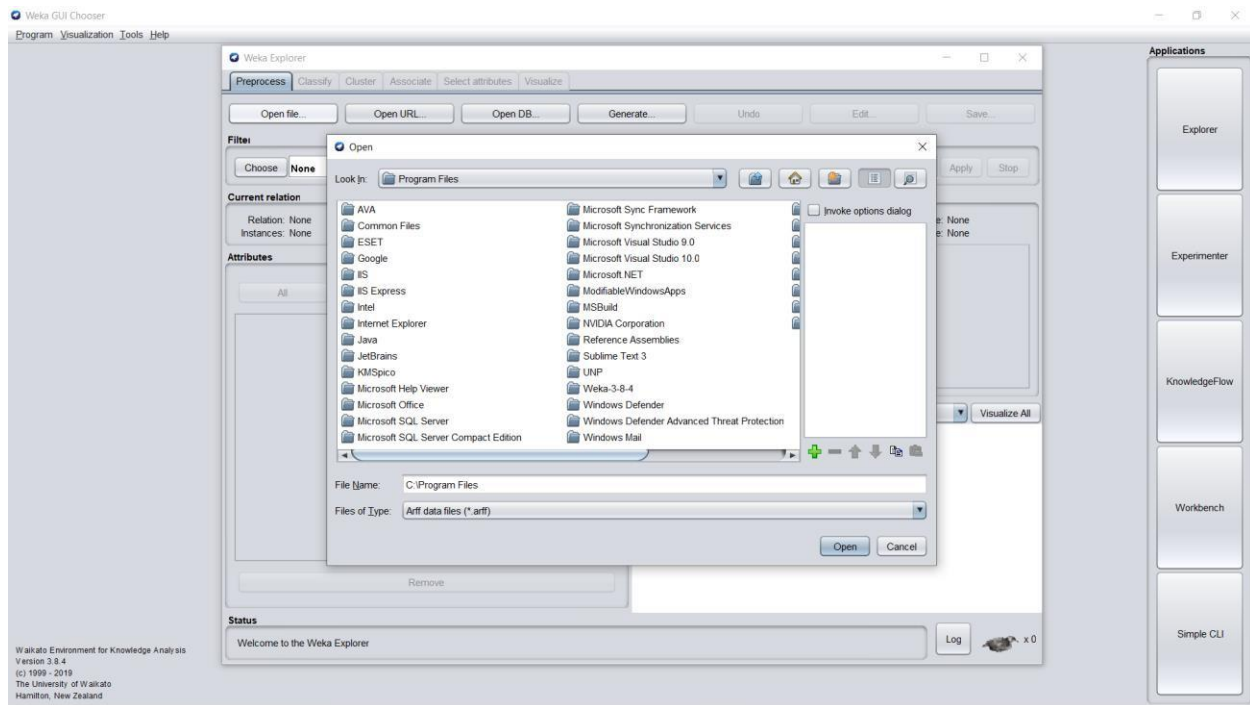 Weka GUI Chooser
Program Visualization Tools Help
Applications
Explorer
Experimenter
KnowledgeFlow
Workbench
Simple CLI
Weka Explorer
Preprocess Classify Cluster Associate Select attributes Visualize
Open file... Open URL... Open DB... Generate... Undo Edit... Save...
Filter
Choose None Apply Stop
Current relation
Relation: None e: None
Instances: None e: None
Attributes
All
Visualize All
Remove
Status
Welcome to the Weka Explorer
Log x 0
Open
Look In: Program Files
AVA
Common Files
ESET
Google
IIS
IIS Express
Intel
Internet Explorer
Java
JetBrains
KMSpico
Microsoft Help Viewer
Microsoft Office
Microsoft SQL Server
Microsoft SQL Server Compact Edition
Microsoft Sync Framework
Microsoft Synchronization Services
Microsoft Visual Studio 9.0
Microsoft Visual Studio 10.0
Microsoft.NET
ModifiableWindowsApps
MSBuild
NVIDIA Corporation
Reference Assemblies
Sublime Text 3
UNP
Weka-3-8-4
Windows Defender
Windows Defender Advanced Threat Protection
Windows Mail
Invoke options dialog
File Name: C:\Program Files
Files of Type: Arff data files (*.arff)
Open Cancel
Waikato Environment for Knowledge Analysis
Version 3.8.4
(c) 1999 - 2019
The University of Waikato
Hamilton, New Zealand